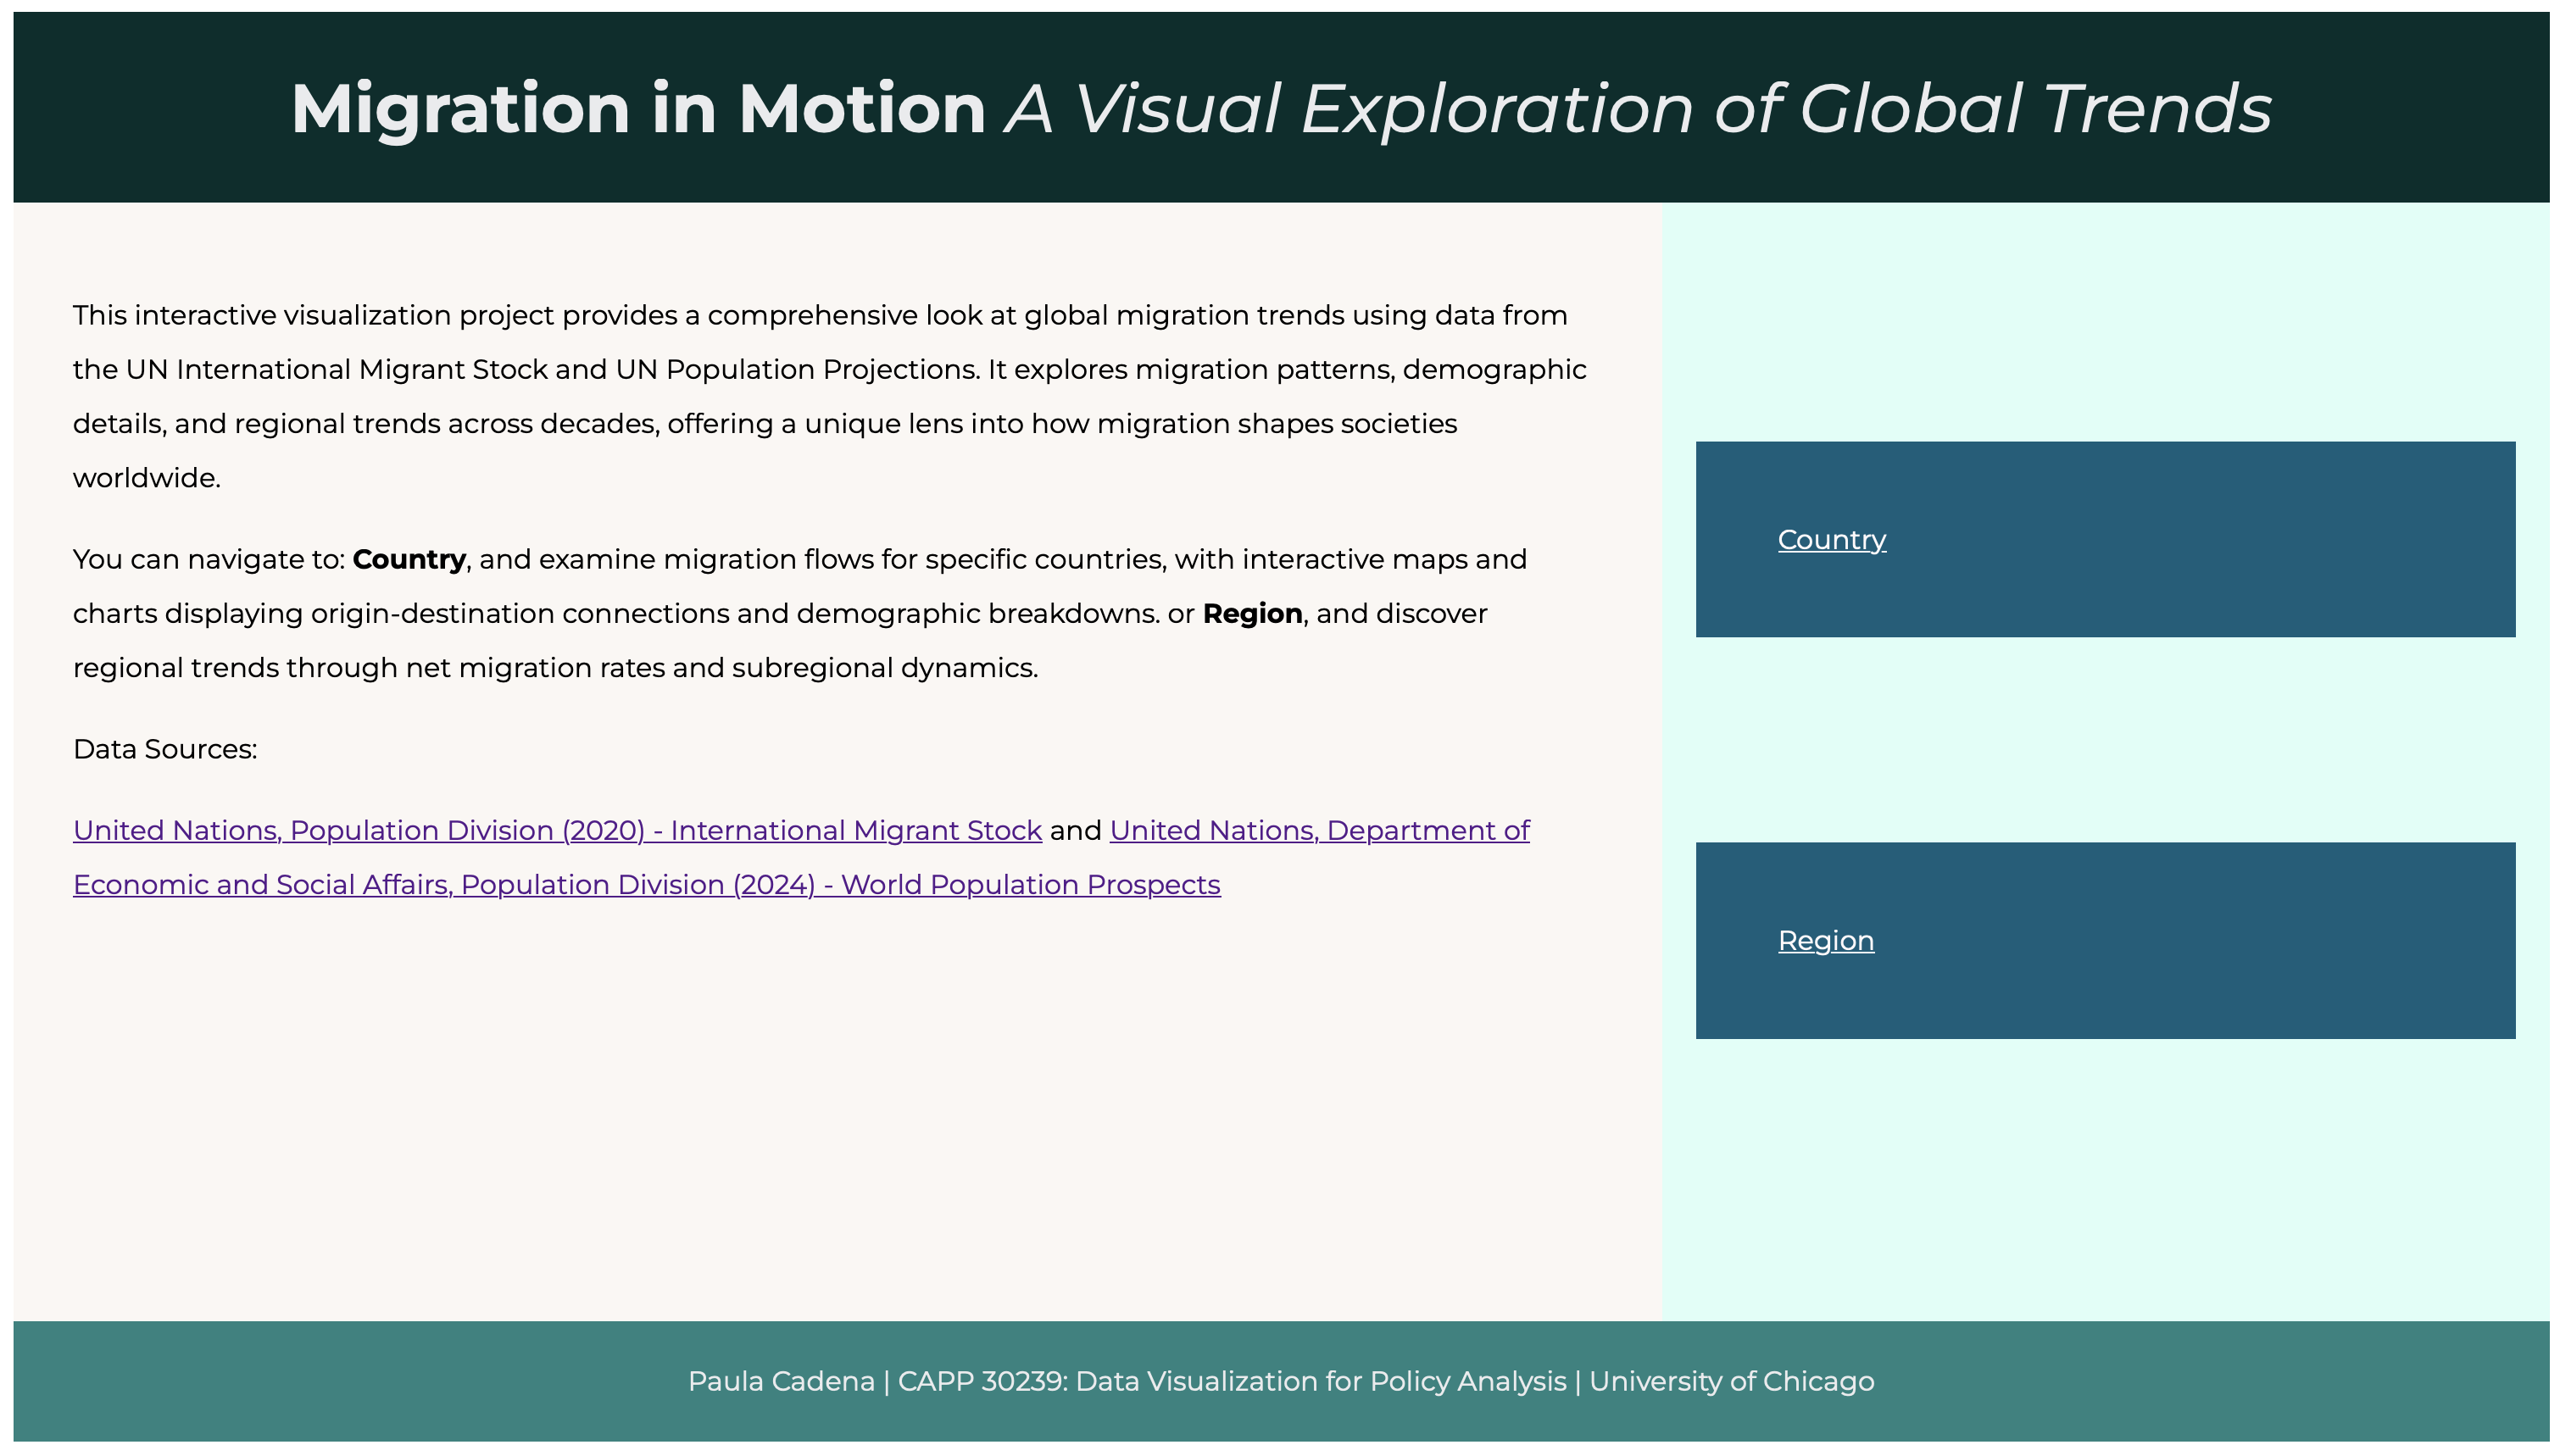 Migration in Motion A Visual Exploration of Global Trends
This interactive visualization project provides a comprehensive look at global migration trends using data from
the UN International Migrant Stock and UN Population Projections. It explores migration patterns, demographic
details, and regional trends across decades, offering a unique lens into how migration shapes societies
worldwide.
You can navigate to: Country, and examine migration flows for specific countries, with interactive maps and
charts displaying origin-destination connections and demographic breakdowns. or Region, and discover
regional trends through net migration rates and subregional dynamics.
Data Sources:
United Nations, Population Division (2020) - International Migrant Stock and United Nations, Department of
Economic and Social Affairs, Population Division (2024) - World Population Prospects
Country
Region
Paula Cadena | CAPP 30239: Data Visualization for Policy Analysis | University of Chicago